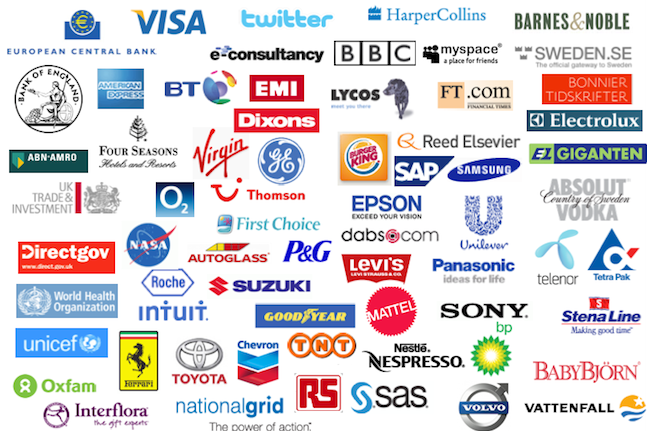 EUROPEAN CENTRAL BANK
VISA
twitter
HarperCollins
BARNES&NOBLE
e-consultancy
BBC
myspace®
a place for friends
SWEDEN.SE
The official gateway to Sweden
BANK OF ENGLAND
AMERICAN
EXPRESS
BT
EMI
LYCOS
FT.com
FINANCIAL TIMES
BONNIER
TIDSKRIFTER
Dixons
Electrolux
ABN·AMRO
FOUR SEASONS
Hotels and Resorts
Virgin
GE
BURGER
KING
Reed Elsevier
SAP
SAMSUNG
EL GIGANTEN
UK
TRADE &
INVESTMENT
O2
Thomson
EPSON
EXCEED YOUR VISION
Unilever
ABSOLUT
Country of Sweden
VODKA
First Choice
dabs.com
Directgov
www.direct.gov.uk
NASA
AUTOGLASS®
P&G
LEVI'S
LEVI STRAUSS & CO.
Panasonic
ideas for life
telenor
Tetra Pak
World Health
Organization
Roche
SUZUKI
INTUIT
GOODYEAR
MATTEL
SONY
bp
Stena Line
Making good time®
unicef
Ferrari
TOYOTA
Chevron
TNT
Nestlé
NESPRESSO.
BABYBJÖRN®
Oxfam
RS
sas
VOLVO
VATTENFALL
Interflora
the gift experts
nationalgrid
The power of action